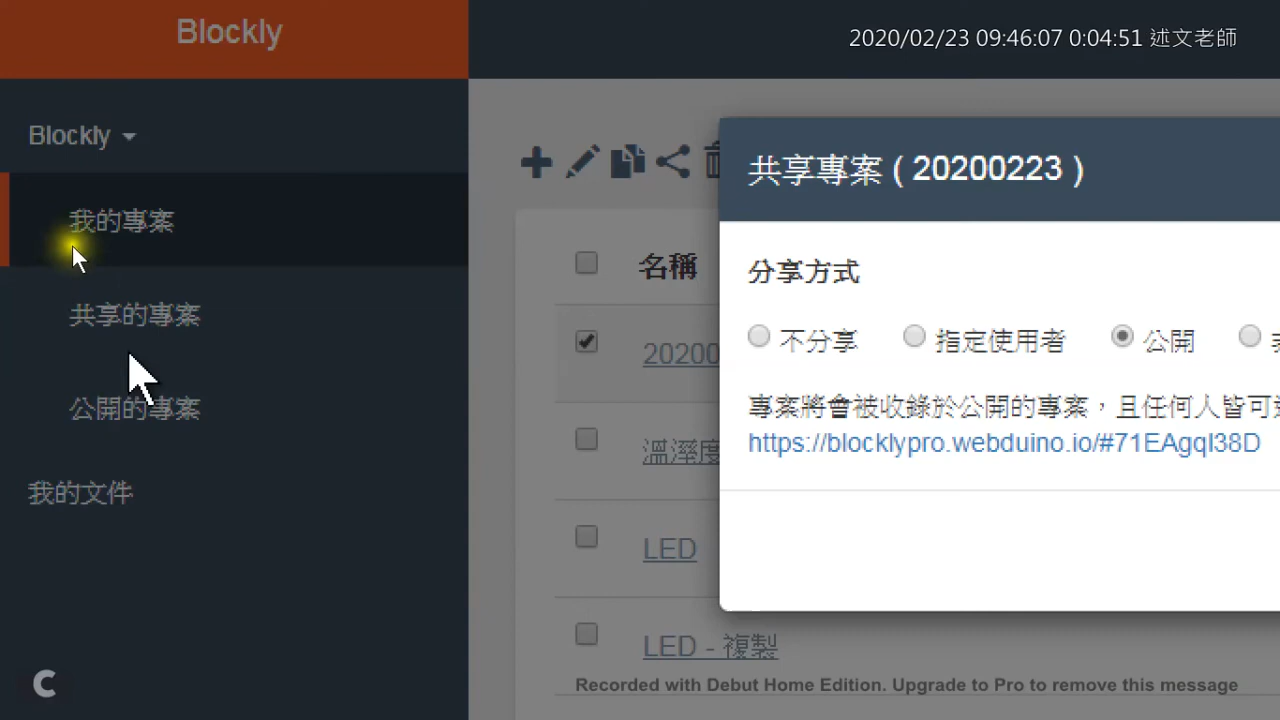 Blockly
2020/02/23 09:46:07 0:04:51 述文老師
Blockly
我的專案
共享的專案
公開的專案
我的文件
名稱
20200
溫溼度
LED
LED - 複製
共享專案 ( 20200223 )
分享方式
不分享 指定使用者 公開
專案將會被收錄於公開的專案，且任何人皆可
https://blocklypro.webduino.io/#71EAgqI38D
Recorded with Debut Home Edition. Upgrade to Pro to remove this message